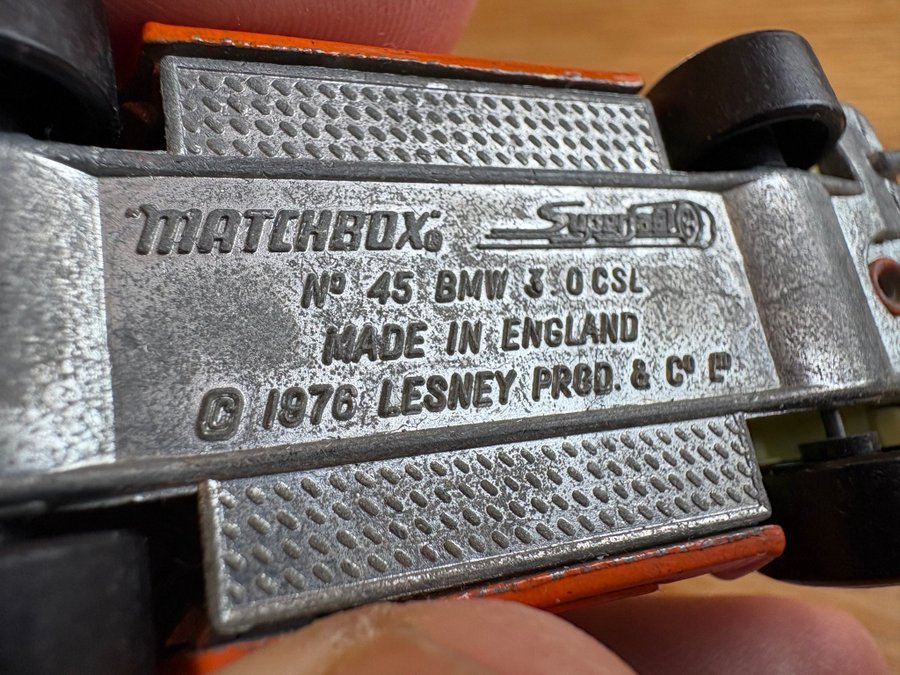 "MATCHBOX"® Superfast
Nº 45 BMW 3.0 CSL
MADE IN ENGLAND
© 1976 LESNEY PROD. & Cº Lᵀᴰ